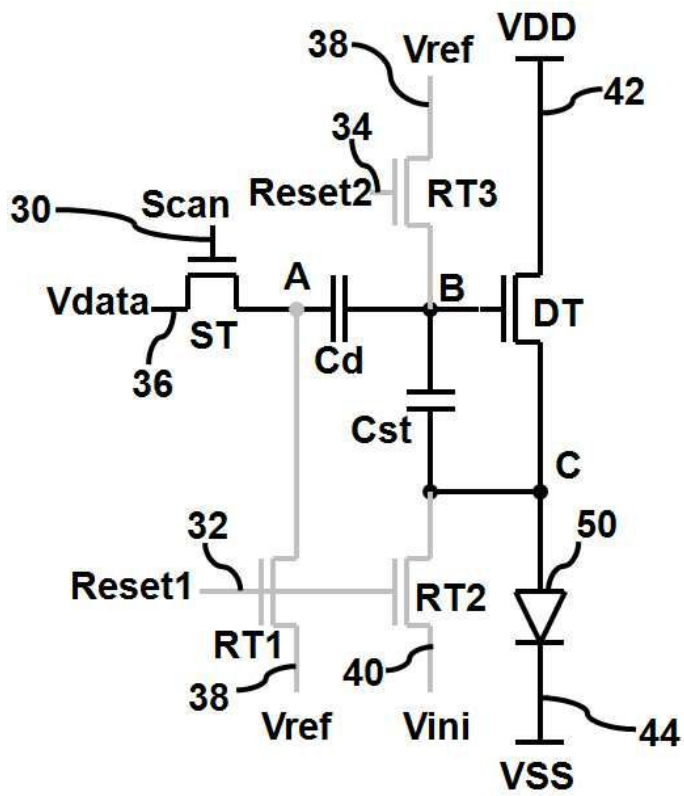 38
Vref
VDD
34
42
Reset2
RT3
30
Scan
A
B
Vdata
ST
Cd
DT
36
Cst
C
32
50
Reset1
RT1
RT2
38
40
Vref
Vini
44
VSS